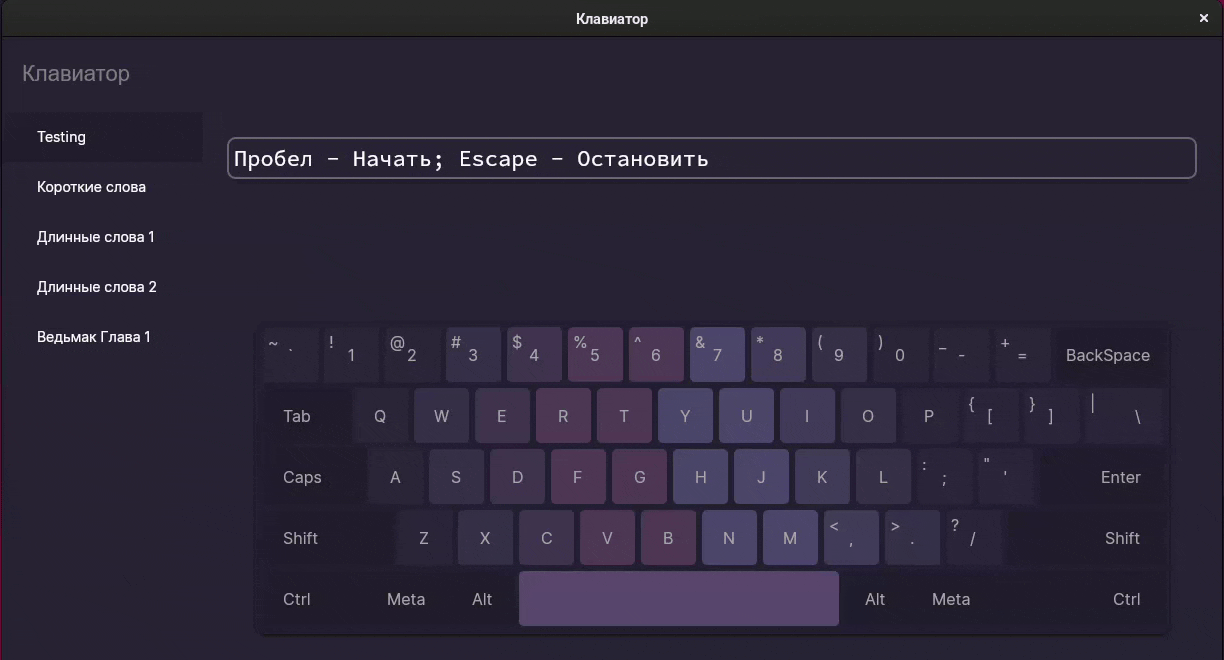 Клавиатор
Клавиатор
Testing
Короткие слова
Длинные слова 1
Длинные слова 2
Ведьмак Глава 1
Пробел - Начать; Escape - Остановить
~ ` ! 1 @ 2 # 3 $ 4 % 5 ^ 6 & 7 * 8 ( 9 ) 0 _ - + = BackSpace
Tab Q W E R T Y U I O P { [ } ] | \
Caps A S D F G H J K L : ; " ' Enter
Shift Z X C V B N M < , > . ? / Shift
Ctrl Meta Alt Alt Meta Ctrl